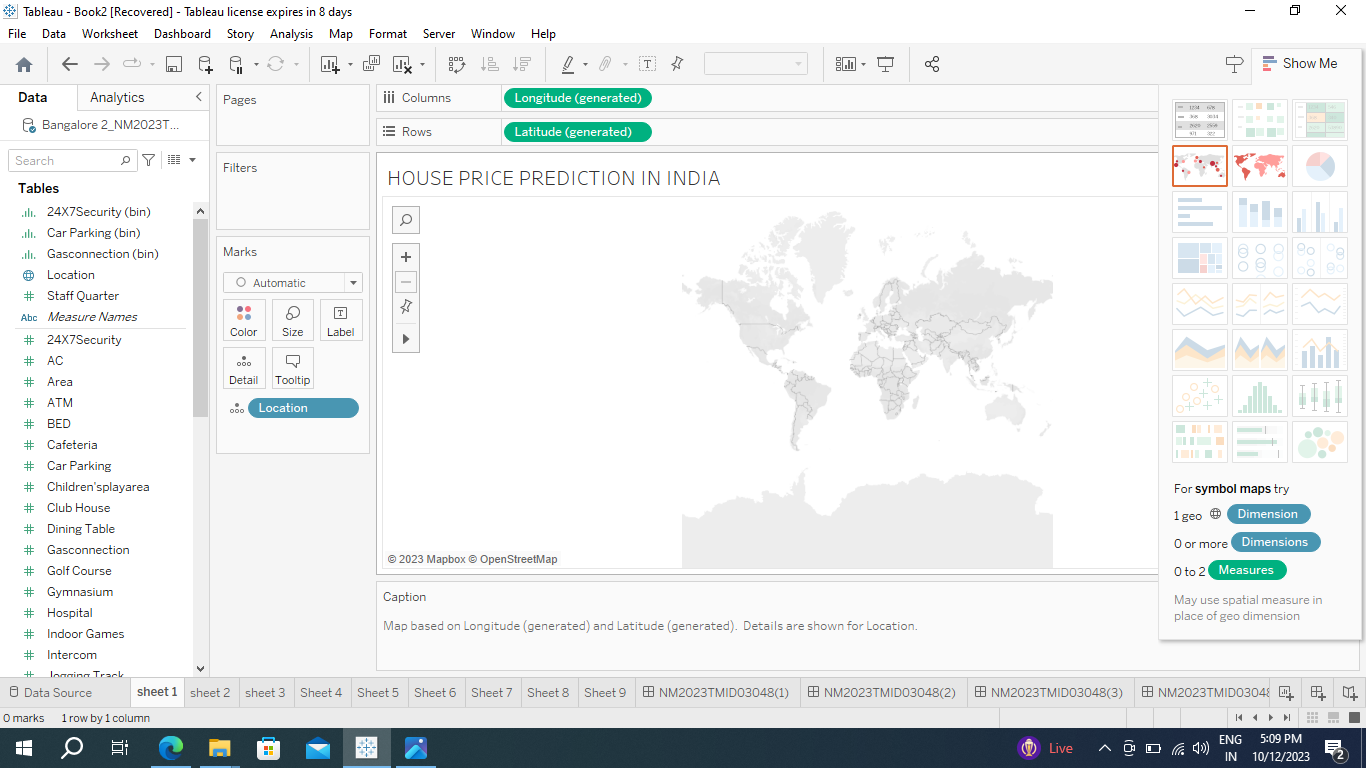 Tableau - Book2 [Recovered] - Tableau license expires in 8 days
File Data Worksheet Dashboard Story Analysis Map Format Server Window Help
Show Me
Data Analytics
Bangalore 2_NM2023T...
Search
Tables
24X7Security (bin)
Car Parking (bin)
Gasconnection (bin)
Location
Staff Quarter
Abc Measure Names
24X7Security
AC
Area
ATM
BED
Cafeteria
Car Parking
Children'splayarea
Club House
Dining Table
Gasconnection
Golf Course
Gymnasium
Hospital
Indoor Games
Intercom
Jogging Track
Pages
Filters
Marks
Automatic
Color Size Label
Detail Tooltip
Location
Columns Longitude (generated)
Rows Latitude (generated)
HOUSE PRICE PREDICTION IN INDIA
© 2023 Mapbox © OpenStreetMap
Caption
Map based on Longitude (generated) and Latitude (generated). Details are shown for Location.
For symbol maps try
1 geo Dimension
0 or more Dimensions
0 to 2 Measures
May use spatial measure in
place of geo dimension
Data Source sheet 1 sheet 2 sheet 3 Sheet 4 Sheet 5 Sheet 6 Sheet 7 Sheet 8 Sheet 9 NM2023TMID03048(1) NM2023TMID03048(2) NM2023TMID03048(3) NM2023TMID03048
0 marks 1 row by 1 column
Live
ENG
IN
5:09 PM
10/12/2023
2